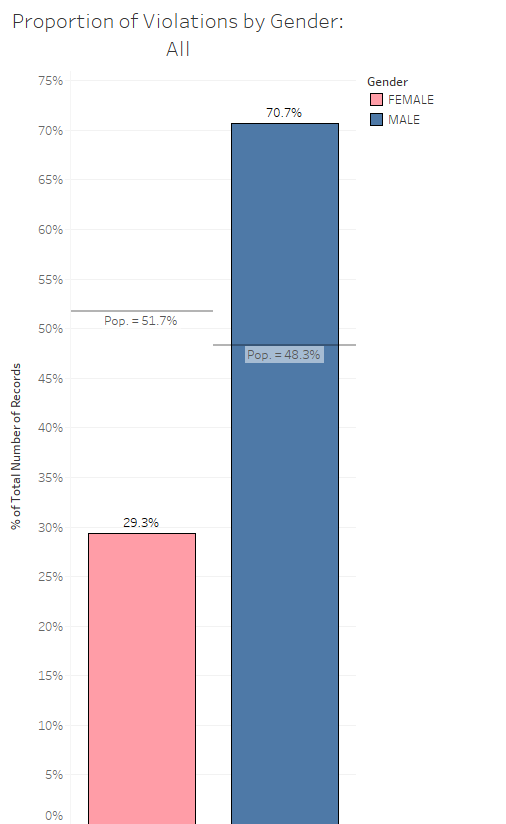 Proportion of Violations by Gender:
All
Gender
FEMALE
MALE
75%
70%
65%
60%
55%
50%
45%
40%
35%
30%
25%
20%
15%
10%
5%
0%
% of Total Number of Records
70.7%
Pop. = 51.7%
Pop. = 48.3%
29.3%